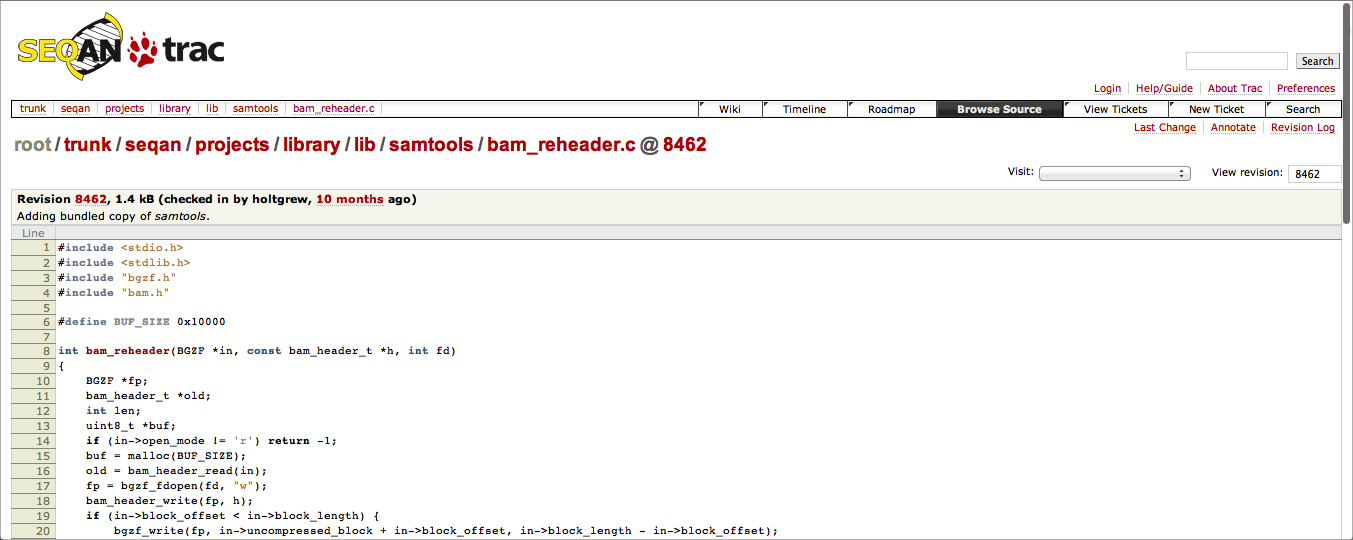 SEQAN trac
Search
Login Help/Guide About Trac Preferences
trunk seqan projects library lib samtools bam_reheader.c Wiki Timeline Roadmap Browse Source View Tickets New Ticket Search
Last Change Annotate Revision Log
root/trunk/seqan/projects/library/lib/samtools/bam_reheader.c @ 8462
Visit: View revision: 8462
Revision 8462, 1.4 kB (checked in by holtgrew, 10 months ago)
Adding bundled copy of samtools.
Line
1 #include <stdio.h>
2 #include <stdlib.h>
3 #include "bgzf.h"
4 #include "bam.h"
5
6 #define BUF_SIZE 0x10000
7
8 int bam_reheader(BGZF *in, const bam_header_t *h, int fd)
9 {
10 BGZF *fp;
11 bam_header_t *old;
12 int len;
13 uint8_t *buf;
14 if (in->open_mode != 'r') return -1;
15 buf = malloc(BUF_SIZE);
16 old = bam_header_read(in);
17 fp = bgzf_fdopen(fd, "w");
18 bam_header_write(fp, h);
19 if (in->block_offset < in->block_length) {
20 bgzf_write(fp, in->uncompressed_block + in->block_offset, in->block_length - in->block_offset);